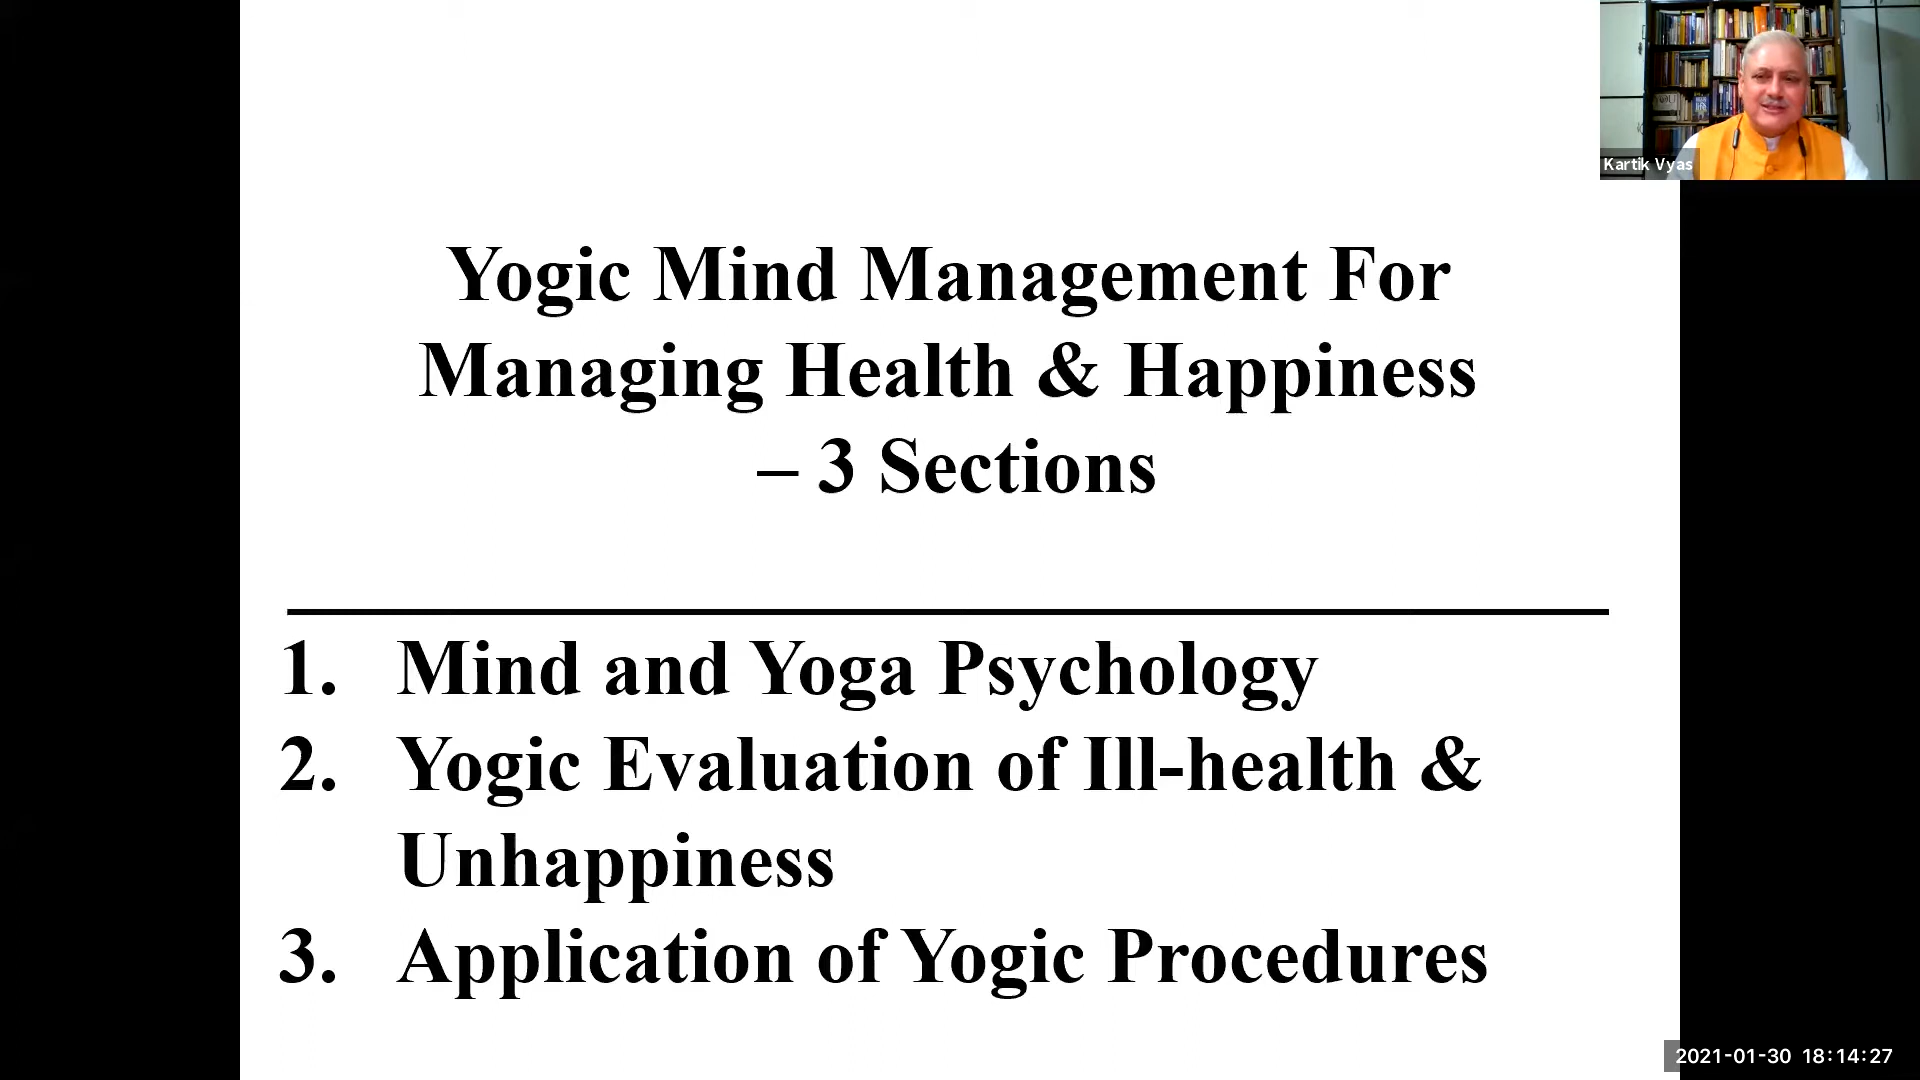 Yogic Mind Management For
Managing Health & Happiness
– 3 Sections
1. Mind and Yoga Psychology
2. Yogic Evaluation of Ill-health &
Unhappiness
3. Application of Yogic Procedures
Kartik Vyas
2021-01-30 18:14:27